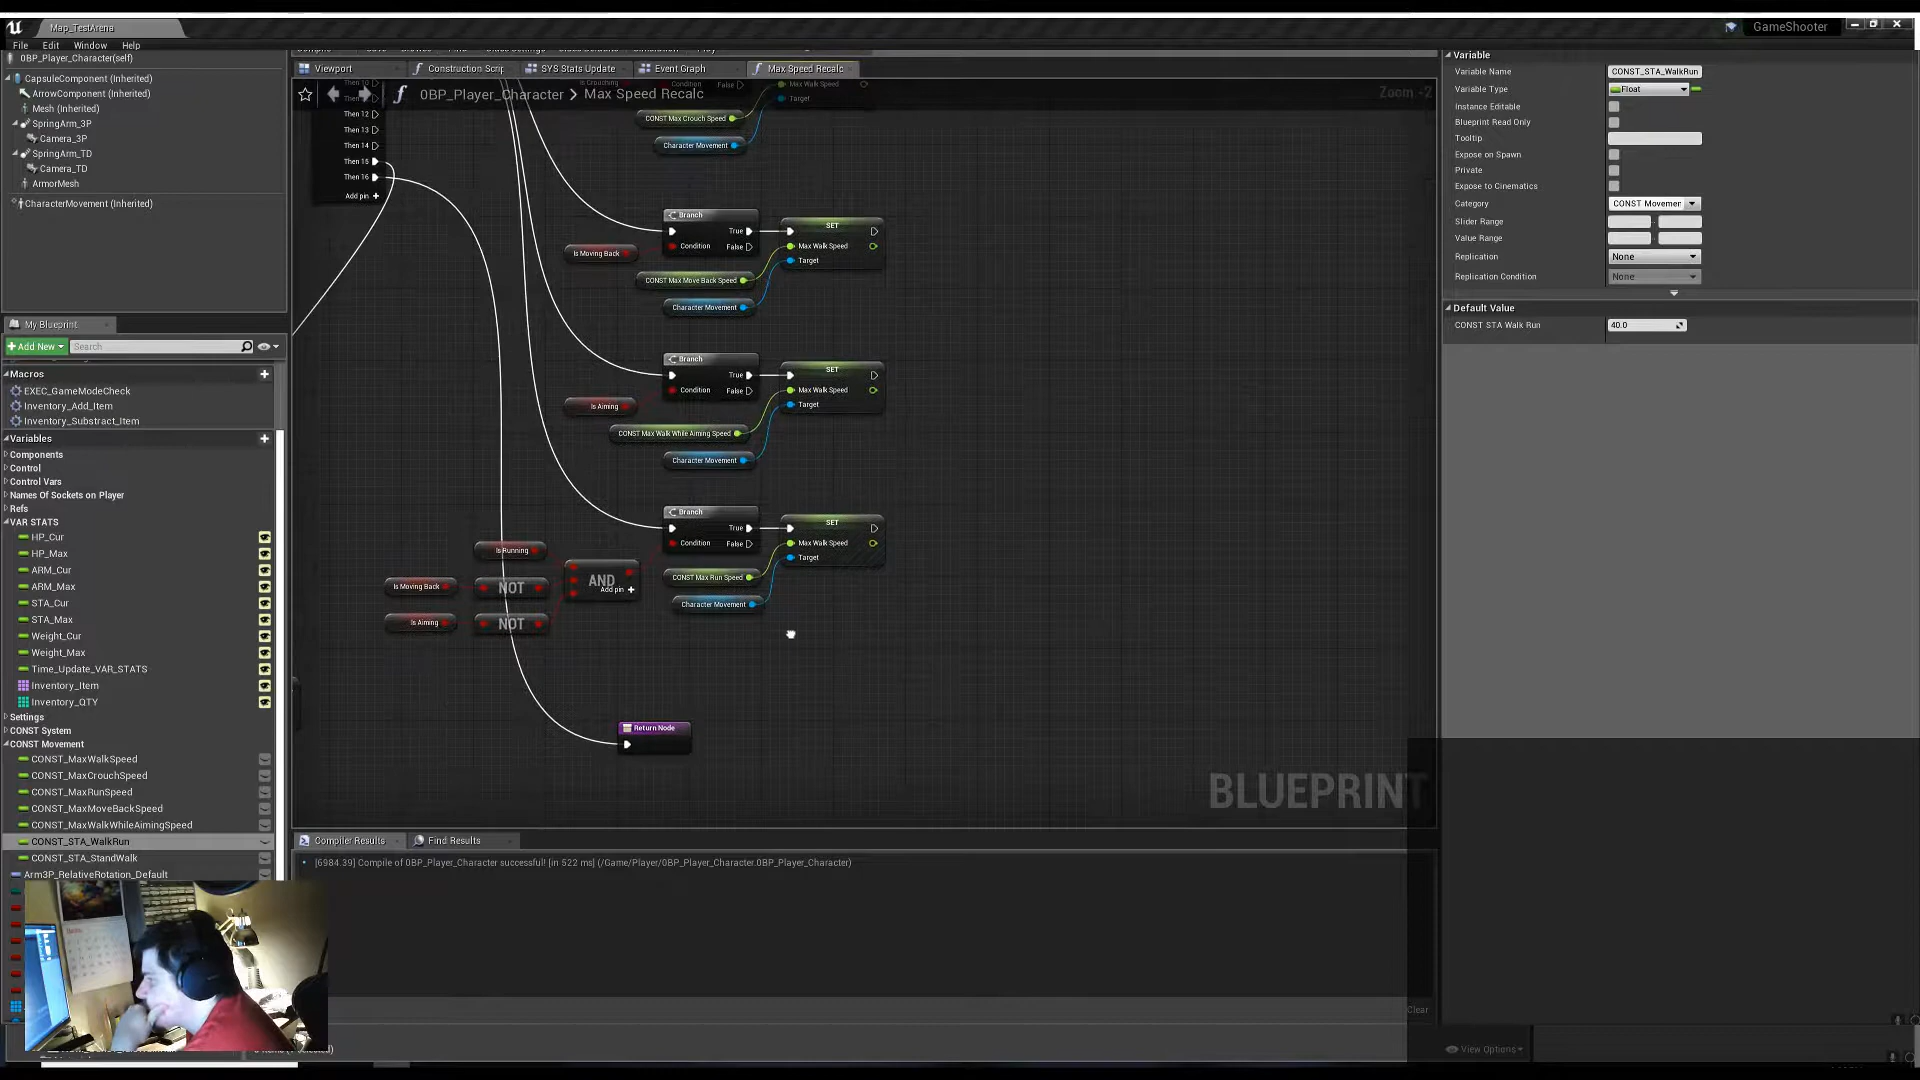 Map_TestArena
GameShooter
File Edit Window Help
0BP_Player_Character(self)
CapsuleComponent (Inherited)
ArrowComponent (Inherited)
Mesh (Inherited)
SpringArm_3P
Camera_3P
SpringArm_TD
Camera_TD
ArmorMesh
CharacterMovement (Inherited)
My Blueprint
Add New
Search
Macros
EXEC_GameModeCheck
Inventory_Add_Item
Inventory_Substract_Item
Variables
Components
Control
Control Vars
Names Of Sockets on Player
Refs
VAR STATS
HP_Cur
HP_Max
ARM_Cur
ARM_Max
STA_Cur
STA_Max
Weight_Cur
Weight_Max
Time_Update_VAR_STATS
Inventory_Item
Inventory_QTY
Settings
CONST System
CONST Movement
CONST_MaxWalkSpeed
CONST_MaxCrouchSpeed
CONST_MaxRunSpeed
CONST_MaxMoveBackSpeed
CONST_MaxWalkWhileAimingSpeed
CONST_STA_WalkRun
CONST_STA_StandWalk
Arm3P_RelativeRotation_Default
Viewport
Construction Scrip
SYS Stats Update
Event Graph
Max Speed Recalc
0BP_Player_Character > Max Speed Recalc
Zoom -2
Then 12
Then 13
Then 14
Then 15
Then 16
Add pin
Condition False
Max Walk Speed
Target
CONST Max Crouch Speed
Character Movement
Branch
True
Condition False
Is Moving Back
SET
Max Walk Speed
Target
CONST Max Move Back Speed
Character Movement
Branch
True
Condition False
Is Aiming
SET
Max Walk Speed
Target
CONST Max Walk While Aiming Speed
Character Movement
Branch
True
Condition False
SET
Max Walk Speed
Target
Is Running
Is Moving Back
NOT
AND
Add pin
CONST Max Run Speed
Character Movement
Is Aiming
NOT
Return Node
BLUEPRINT
Compiler Results
Find Results
[6984.39] Compile of 0BP_Player_Character successful! [in 522 ms] (/Game/Player/0BP_Player_Character.0BP_Player_Character)
Clear
View Options
Variable
Variable Name CONST_STA_WalkRun
Variable Type Float
Instance Editable
Blueprint Read Only
Tooltip
Expose on Spawn
Private
Expose to Cinematics
Category CONST Movemer
Slider Range
Value Range
Replication None
Replication Condition None
Default Value
CONST STA Walk Run 40.0